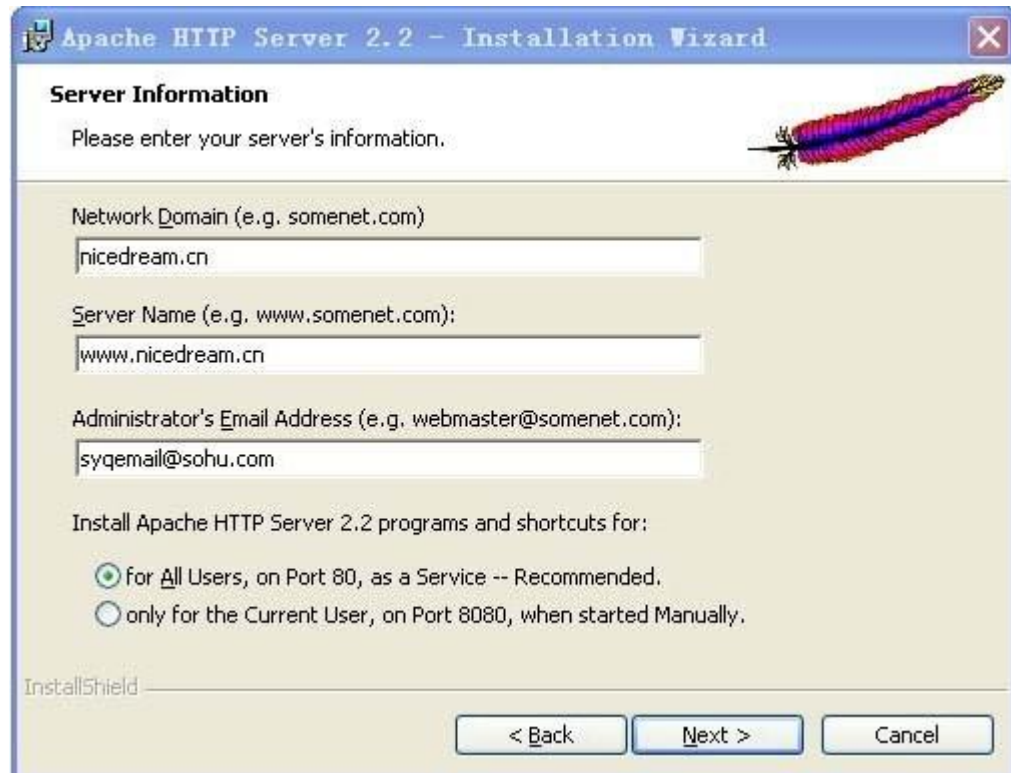 Apache HTTP Server 2.2 - Installation Wizard
Server Information
Please enter your server's information.
Network Domain (e.g. somenet.com)
nicedream.cn
Server Name (e.g. www.somenet.com):
www.nicedream.cn
Administrator's Email Address (e.g. webmaster@somenet.com):
syqemail@sohu.com
Install Apache HTTP Server 2.2 programs and shortcuts for:
for All Users, on Port 80, as a Service -- Recommended.
only for the Current User, on Port 8080, when started Manually.
InstallShield
< Back Next > Cancel